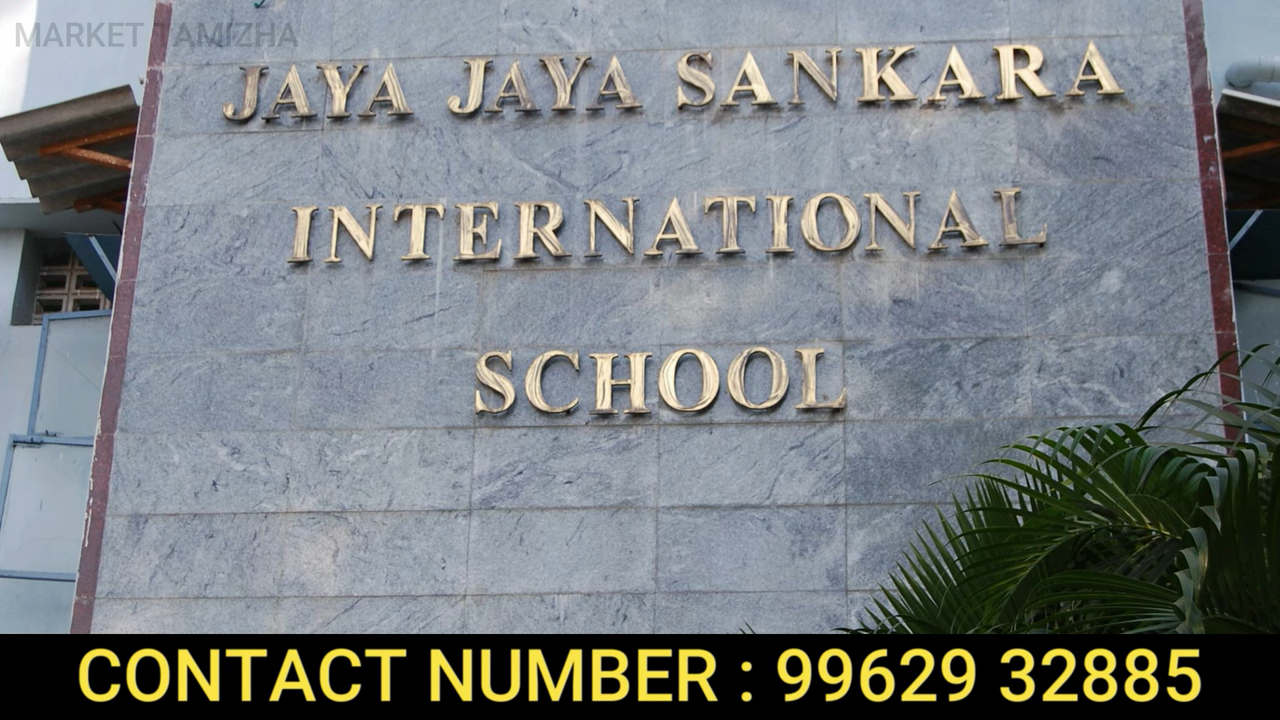 MARKET TAMIZHA
JAYA JAYA SANKARA
INTERNATIONAL
SCHOOL
CONTACT NUMBER : 99629 32885